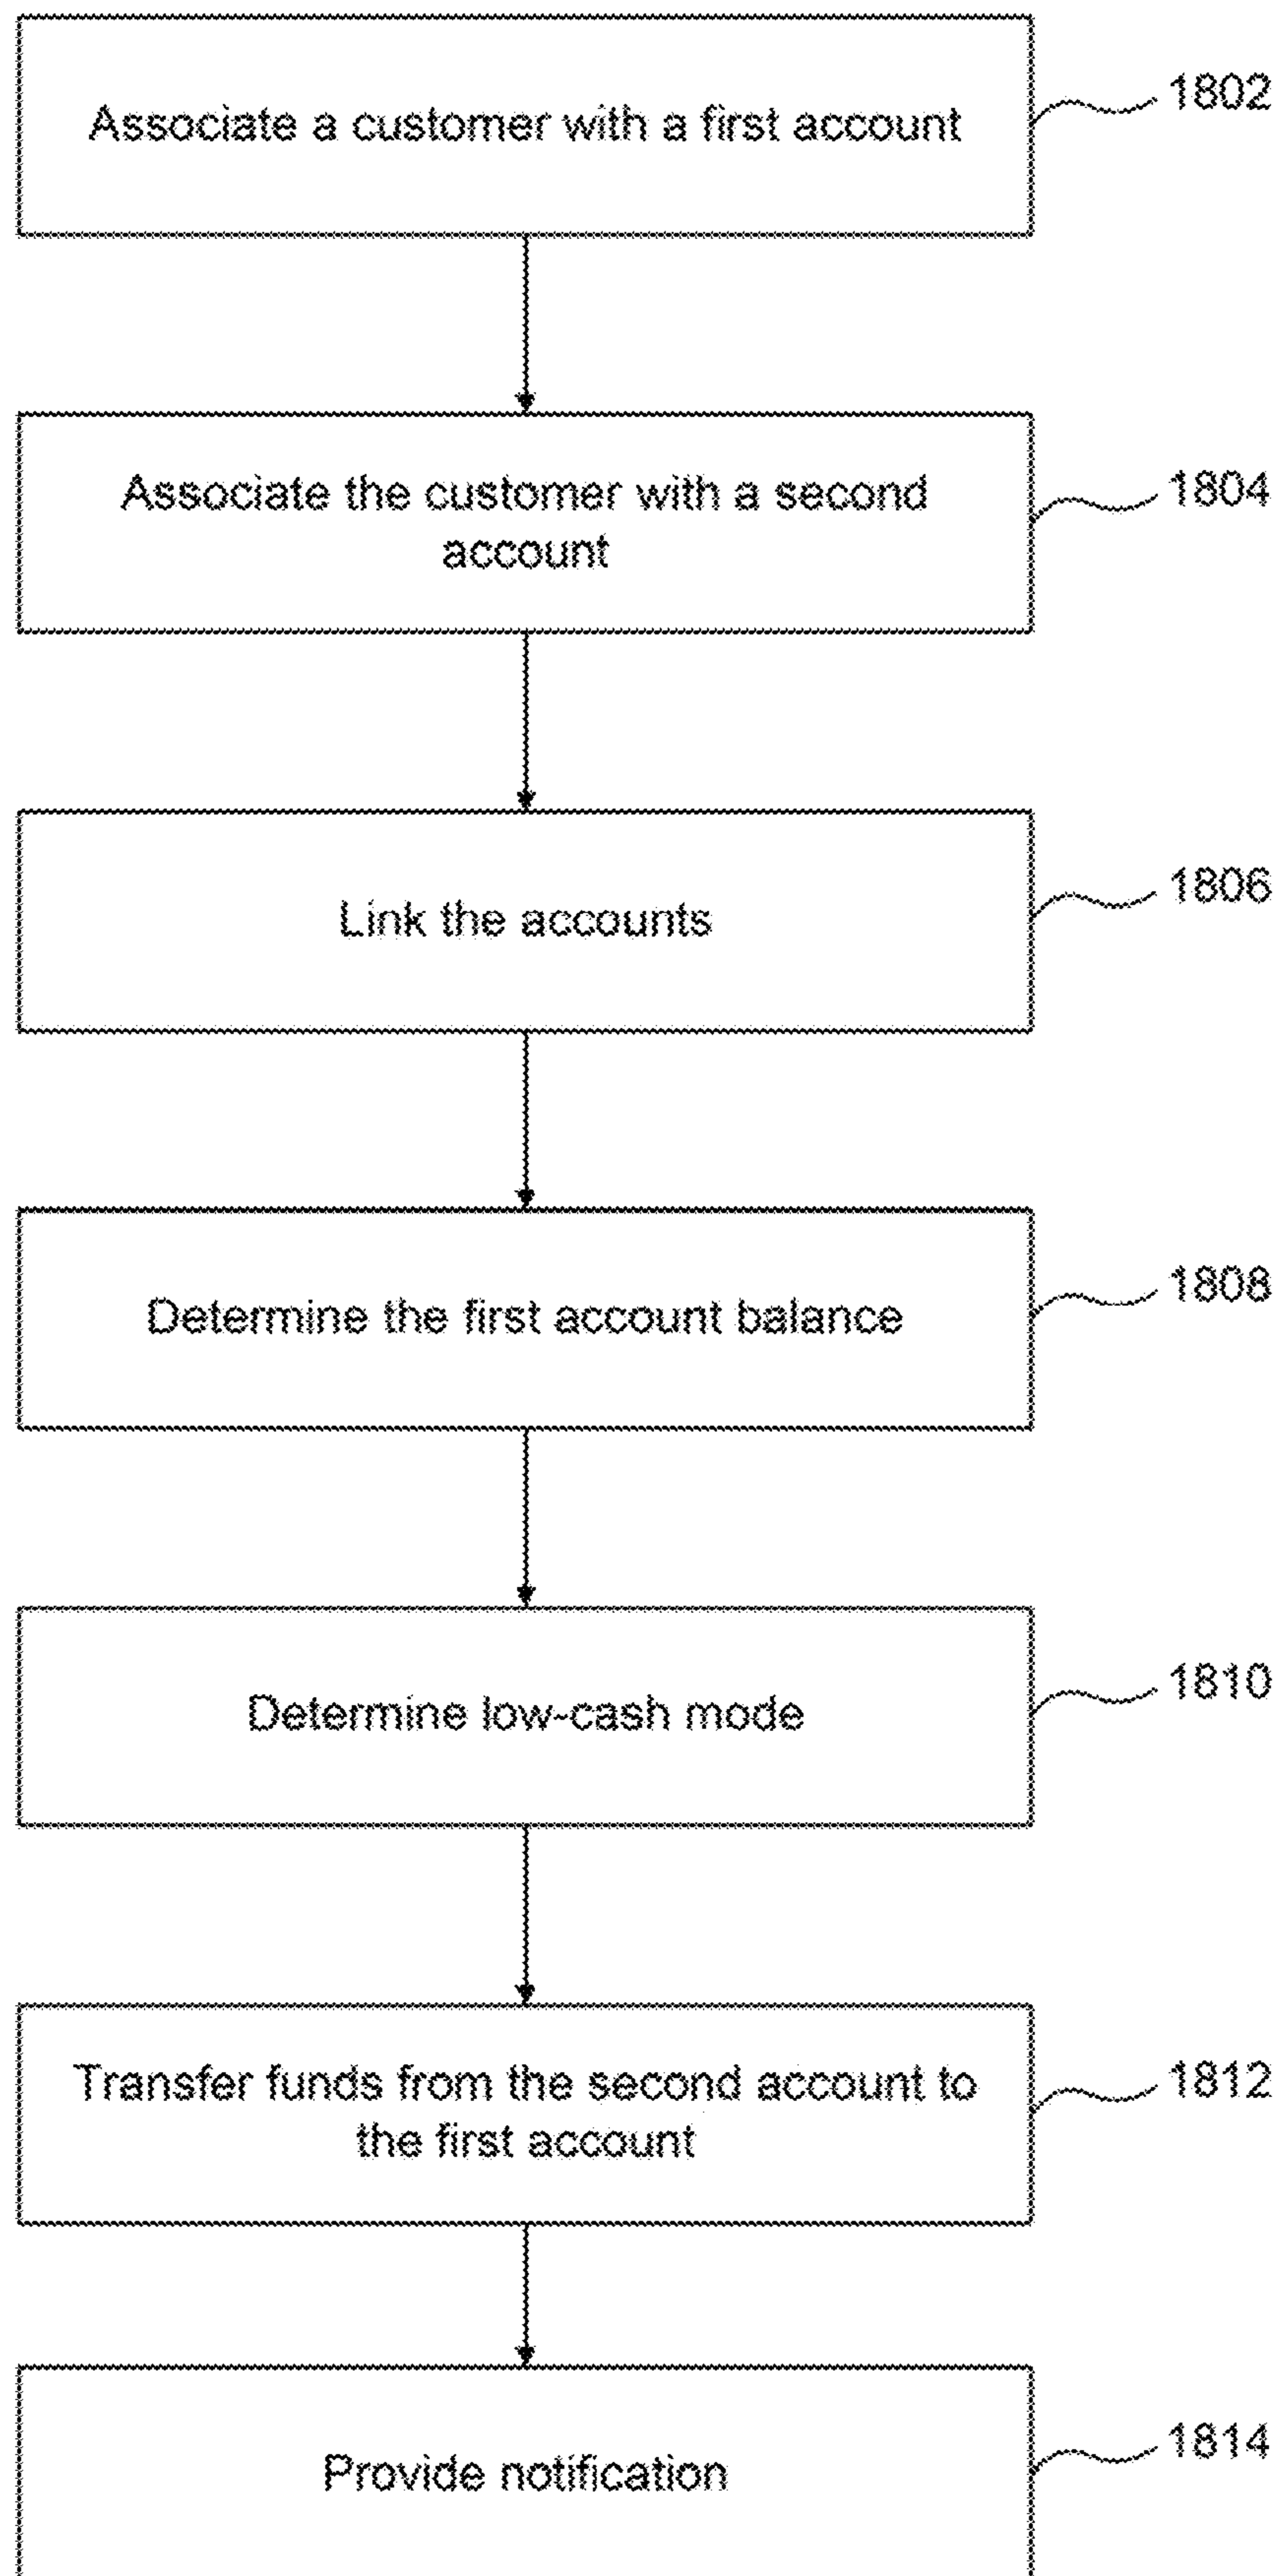 Associate a customer with a first account
1802
Associate the customer with a second
account
1804
Link the accounts
1806
Determine the first account balance
1808
Determine low-cash mode
1810
Transfer funds from the second account to
the first account
1812
Provide notification
1814